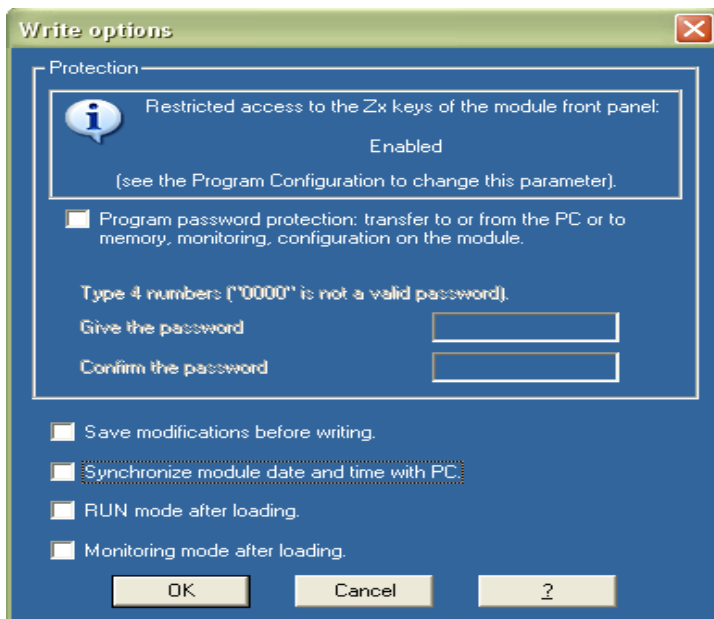 Write options
Protection
Restricted access to the Zx keys of the module front panel:
Enabled
(see the Program Configuration to change this parameter).
Program password protection: transfer to or from the PC or to
memory, monitoring, configuration on the module.
Type 4 numbers ("0000" is not a valid password).
Give the password
Confirm the password
Save modifications before writing.
Synchronize module date and time with PC.
RUN mode after loading.
Monitoring mode after loading.
OK Cancel ?